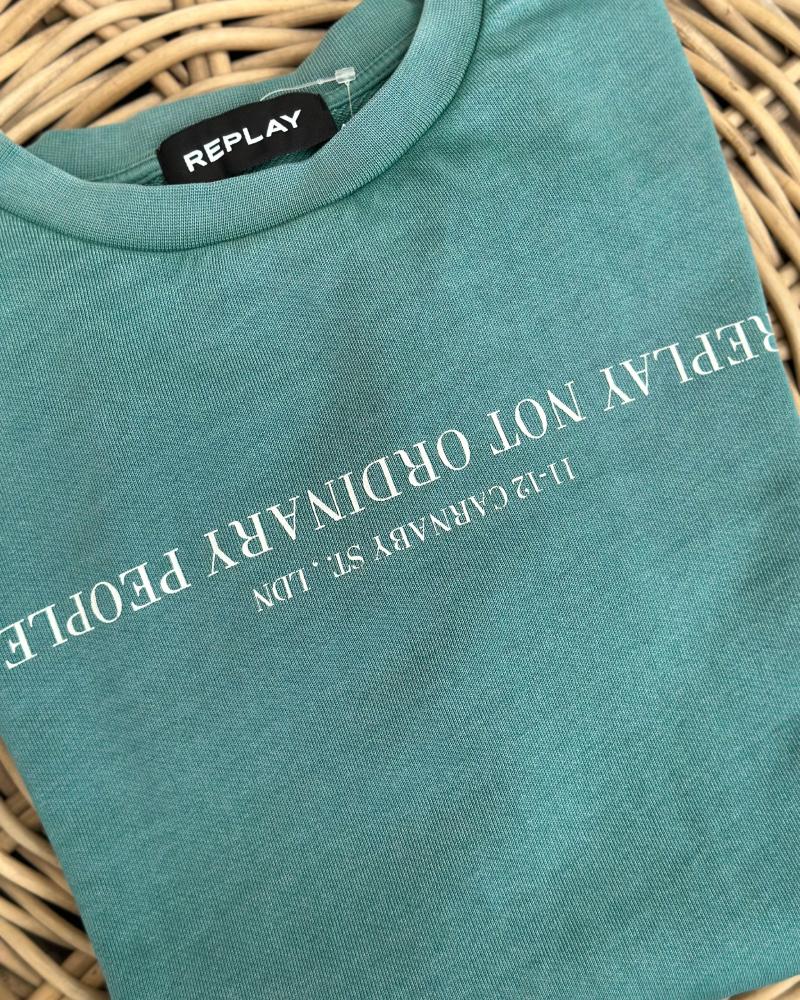 REPLAY
REPLAY NOT ORDINARY PEOPLE
11-12 CARNABY ST. , LDN